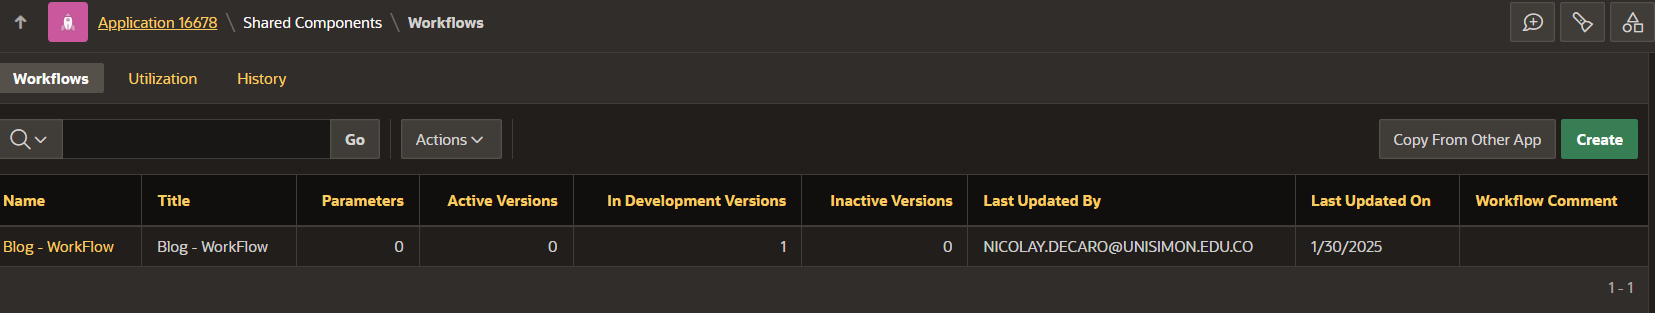 Application 16678 \ Shared Components \ Workflows
Workflows Utilization History
Go Actions Copy From Other App Create
Name Title Parameters Active Versions In Development Versions Inactive Versions Last Updated By Last Updated On Workflow Comment
Blog - WorkFlow Blog - WorkFlow 0 0 1 0 NICOLAY.DECARO@UNISIMON.EDU.CO 1/30/2025
1 - 1